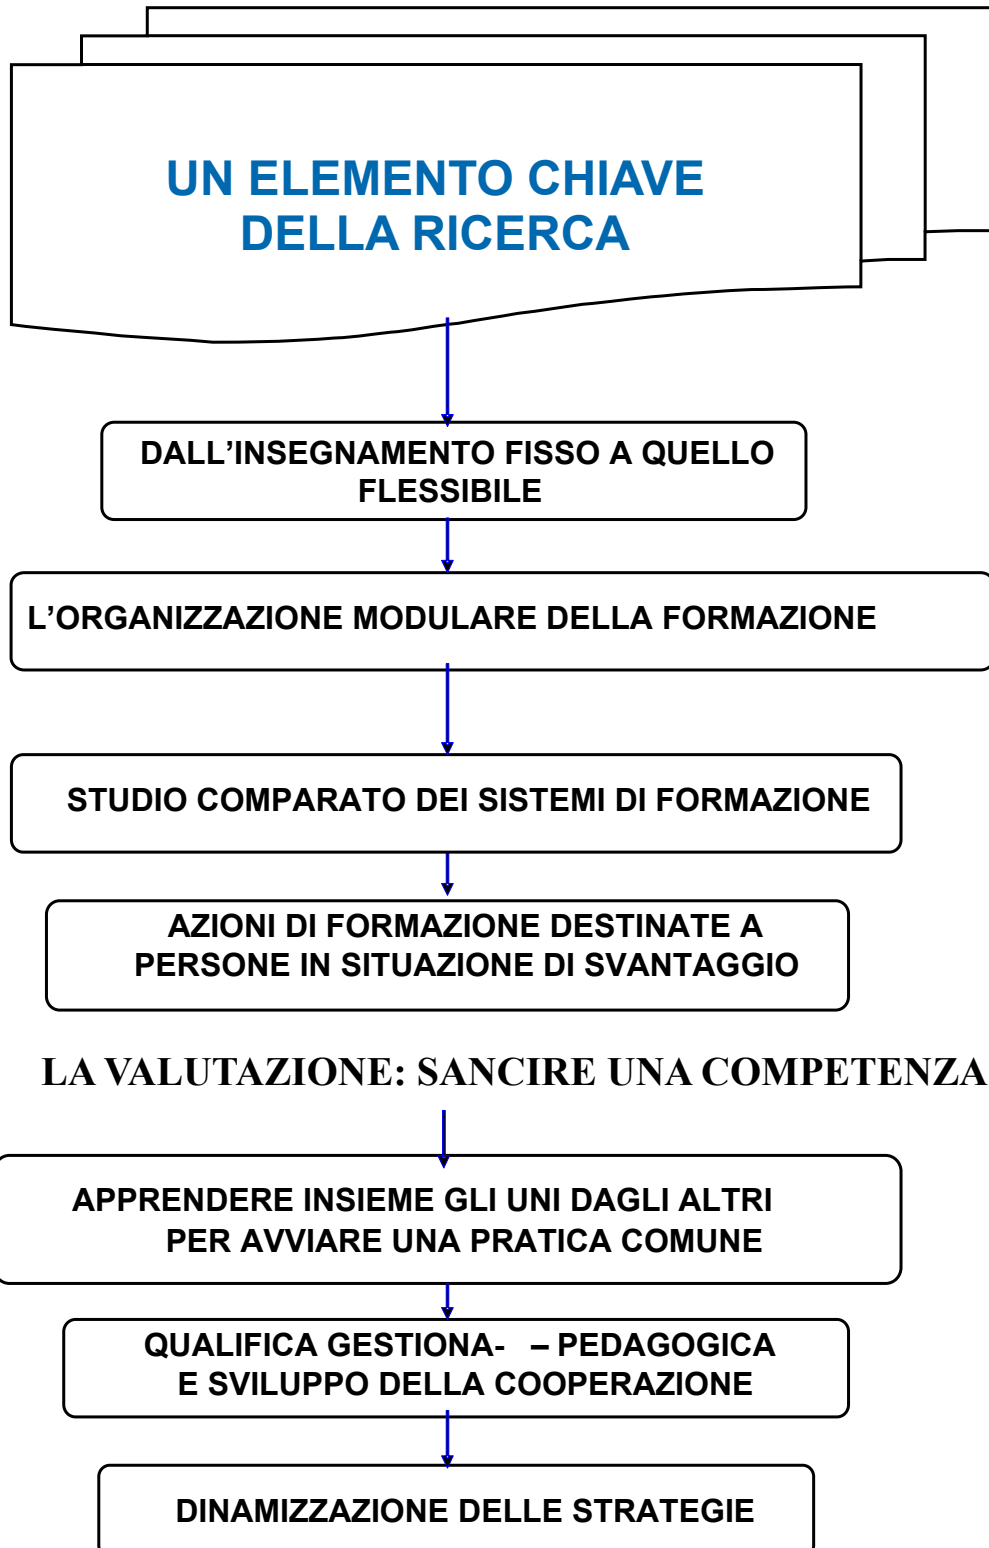 UN ELEMENTO CHIAVE
DELLA RICERCA
DALL’INSEGNAMENTO FISSO A QUELLO
FLESSIBILE
L’ORGANIZZAZIONE MODULARE DELLA FORMAZIONE
STUDIO COMPARATO DEI SISTEMI DI FORMAZIONE
AZIONI DI FORMAZIONE DESTINATE A
PERSONE IN SITUAZIONE DI SVANTAGGIO
LA VALUTAZIONE: SANCIRE UNA COMPETENZA
APPRENDERE INSIEME GLI UNI DAGLI ALTRI
PER AVVIARE UNA PRATICA COMUNE
QUALIFICA GESTIONA- – PEDAGOGICA
E SVILUPPO DELLA COOPERAZIONE
DINAMIZZAZIONE DELLE STRATEGIE